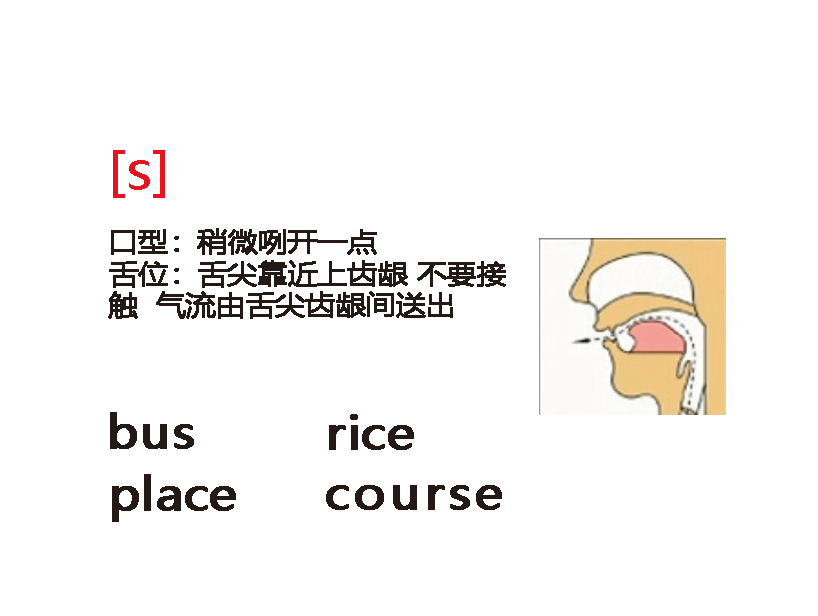 [s]
口型：稍微咧开一点
舌位：舌尖靠近上齿龈 不要接
触 气流由舌尖齿龈间送出
bus rice
place course